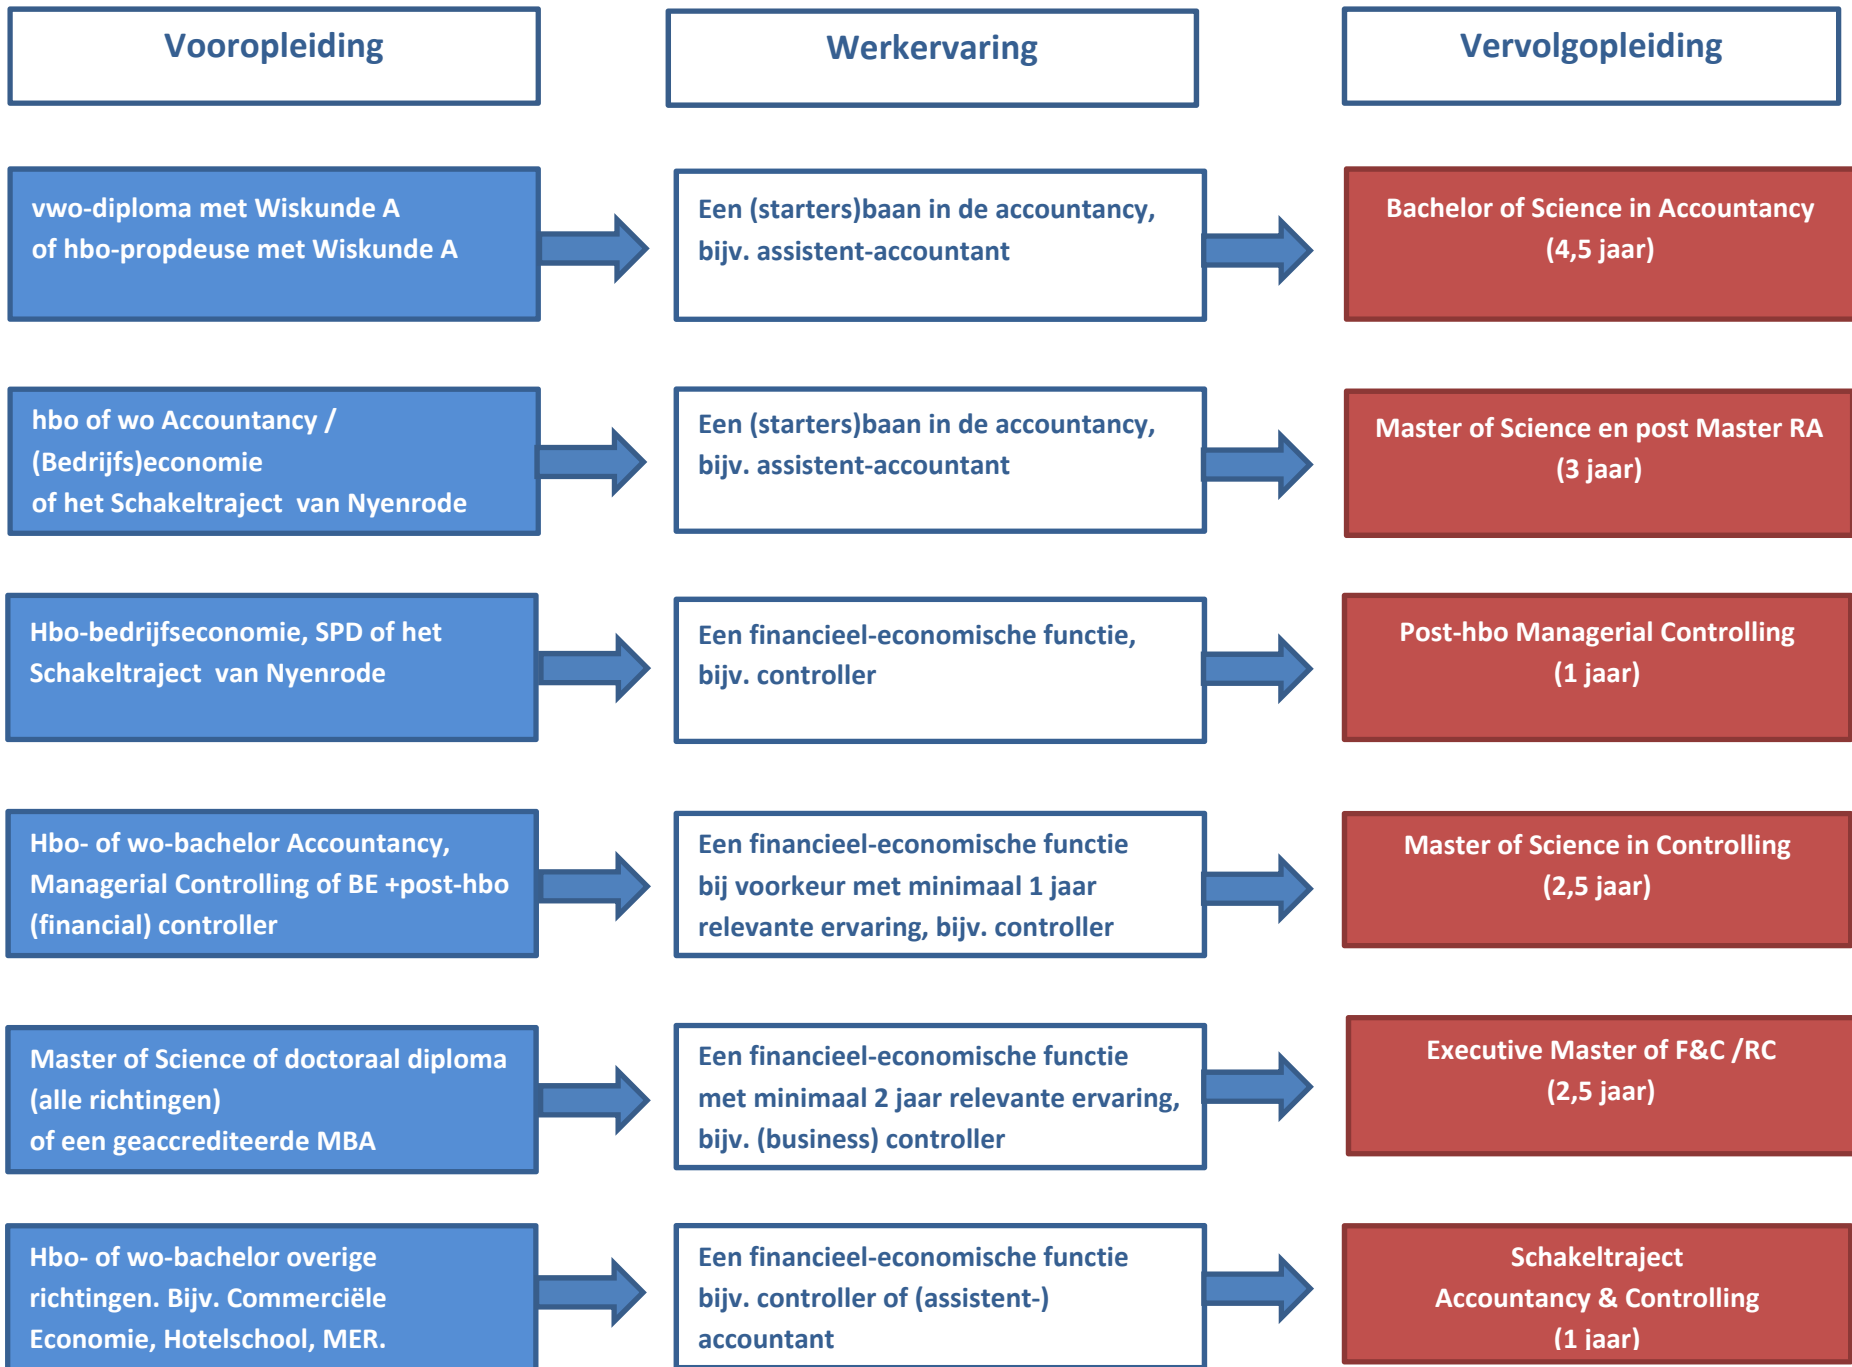 Vooropleiding
Werkervaring
Vervolgopleiding
vwo-diploma met Wiskunde A
of hbo-propdeuse met Wiskunde A
Een (starters)baan in de accountancy,
bijv. assistent-accountant
Bachelor of Science in Accountancy
(4,5 jaar)
hbo of wo Accountancy /
(Bedrijfs)economie
of het Schakeltraject van Nyenrode
Een (starters)baan in de accountancy,
bijv. assistent-accountant
Master of Science en post Master RA
(3 jaar)
Hbo-bedrijfseconomie, SPD of het
Schakeltraject van Nyenrode
Een financieel-economische functie,
bijv. controller
Post-hbo Managerial Controlling
(1 jaar)
Hbo- of wo-bachelor Accountancy,
Managerial Controlling of BE +post-hbo
(financial) controller
Een financieel-economische functie
bij voorkeur met minimaal 1 jaar
relevante ervaring, bijv. controller
Master of Science in Controlling
(2,5 jaar)
Master of Science of doctoraal diploma
(alle richtingen)
of een geaccrediteerde MBA
Een financieel-economische functie
met minimaal 2 jaar relevante ervaring,
bijv. (business) controller
Executive Master of F&C /RC
(2,5 jaar)
Hbo- of wo-bachelor overige
richtingen. Bijv. Commerciële
Economie, Hotelschool, MER.
Een financieel-economische functie
bijv. controller of (assistent-)
accountant
Schakeltraject
Accountancy & Controlling
(1 jaar)